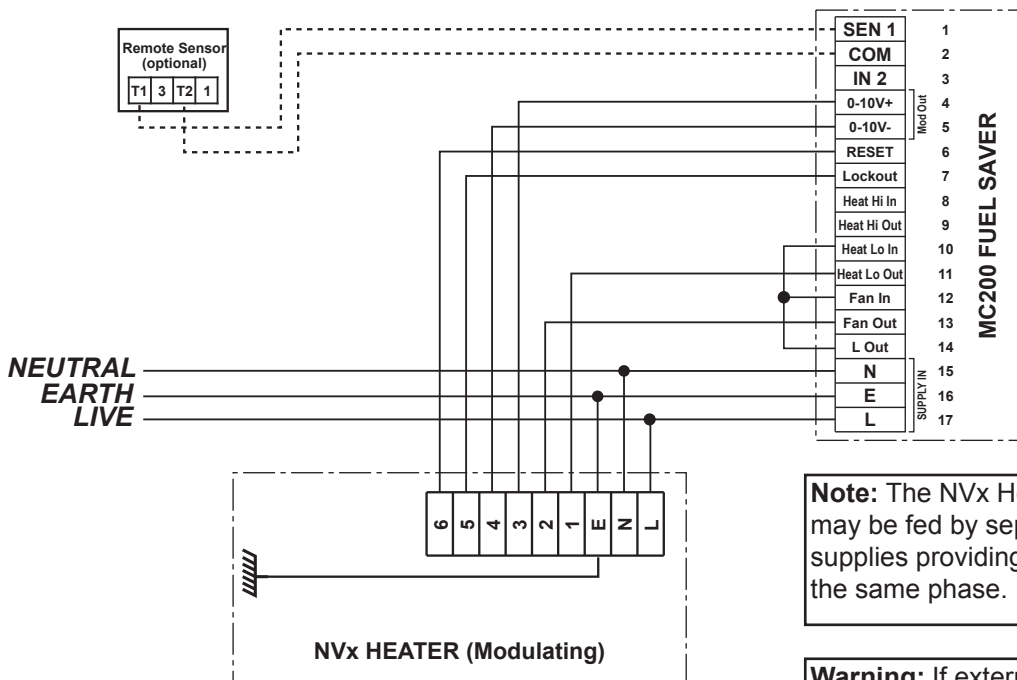 Remote Sensor
(optional)
T1 3 T2 1
SEN 1 1
COM 2
IN 2 3
0-10V+ 4
0-10V- 5
Mod Out
RESET 6
Lockout 7
Heat Hi In 8
Heat Hi Out 9
Heat Lo In 10
Heat Lo Out 11
Fan In 12
Fan Out 13
L Out 14
N 15
E 16
L 17
SUPPLY IN
MC200 FUEL SAVER
NEUTRAL
EARTH
LIVE
6 5 4 3 2 1 E N L
NVx HEATER (Modulating)
Note: The NVx He
may be fed by sep
supplies providing
the same phase.
Warning: If extern